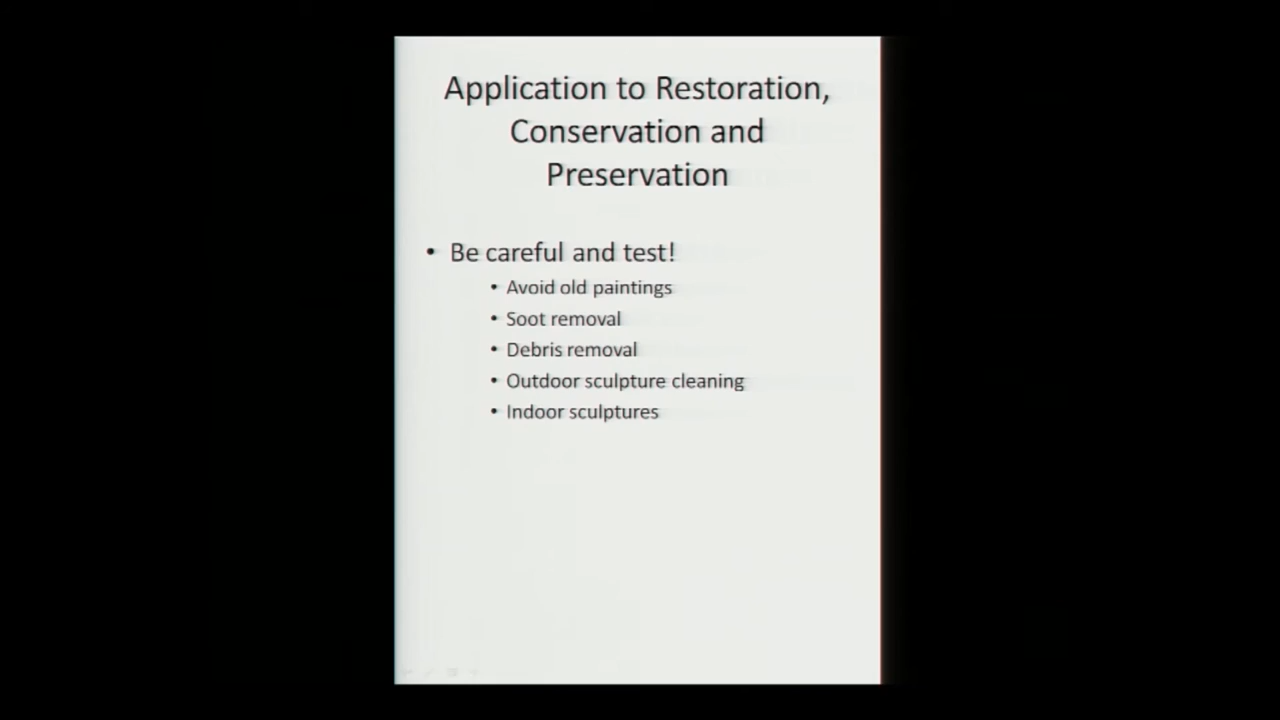 Application to Restoration,
Conservation and
Preservation
• Be careful and test!
• Avoid old paintings
• Soot removal
• Debris removal
• Outdoor sculpture cleaning
• Indoor sculptures